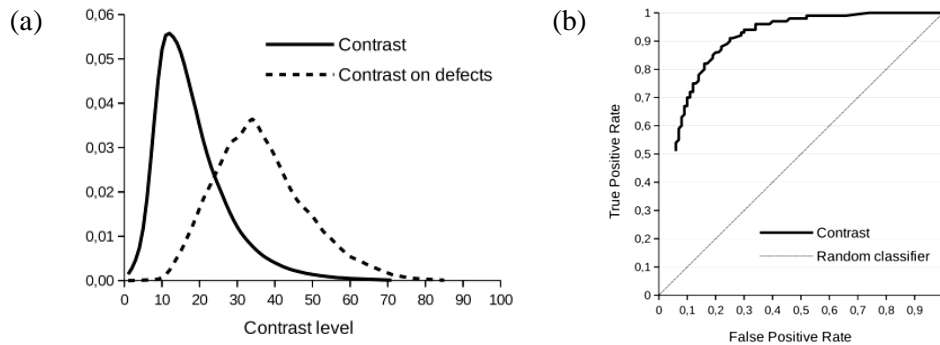 (a)
0,06
0,05
0,04
0,03
0,02
0,01
0,00
0 10 20 30 40 50 60 70 80 90 100
Contrast level
Contrast
Contrast on defects
(b)
1
0,9
0,8
0,7
0,6
0,5
0,4
0,3
0,2
0,1
0
0 0,1 0,2 0,3 0,4 0,5 0,6 0,7 0,8 0,9
True Positive Rate
False Positive Rate
Contrast
Random classifier